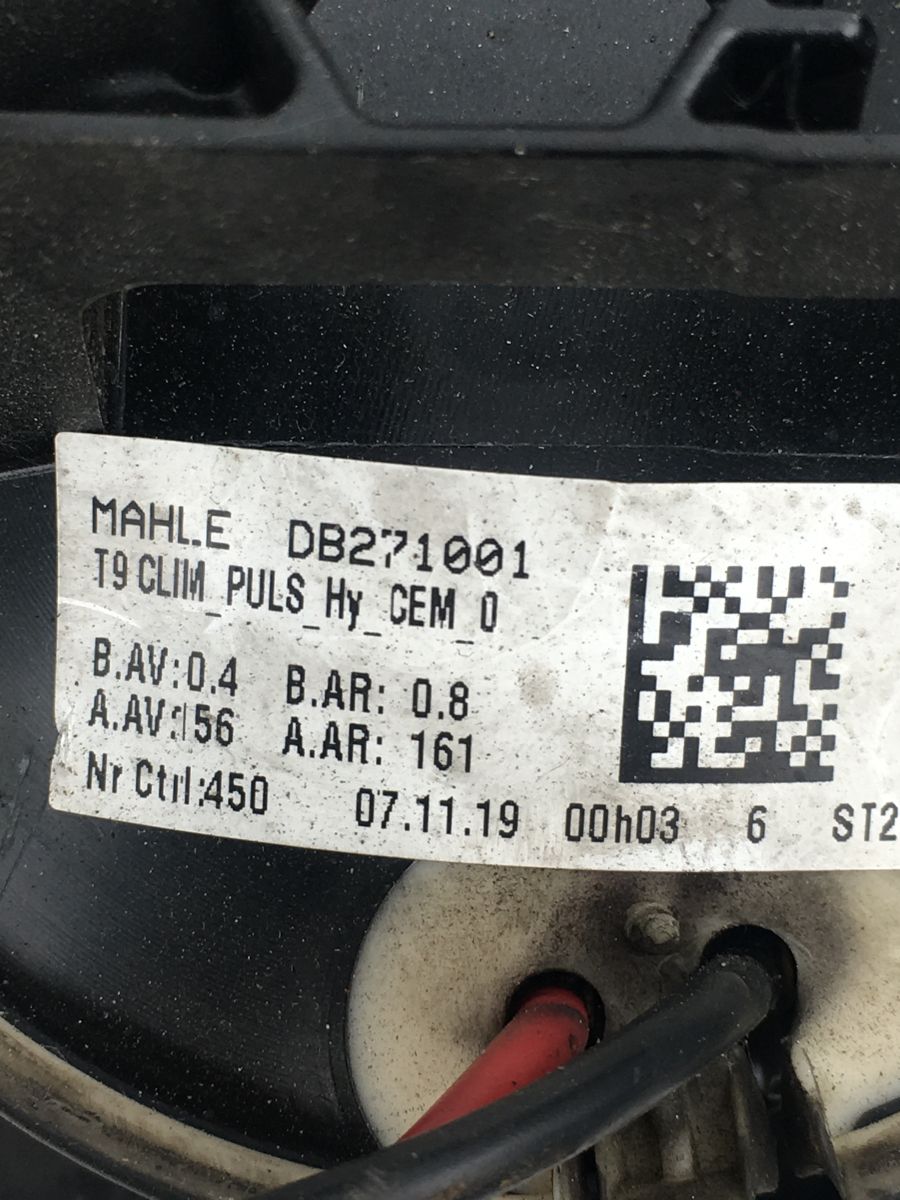 MAHLE DB271001
T9 CLIM_PULS_Hy_CEM_0
B.AV:0.4 B.AR: 0.8
A.AV:156 A.AR: 161
Nr Ctrl:450 07.11.19 00h03 6 ST2